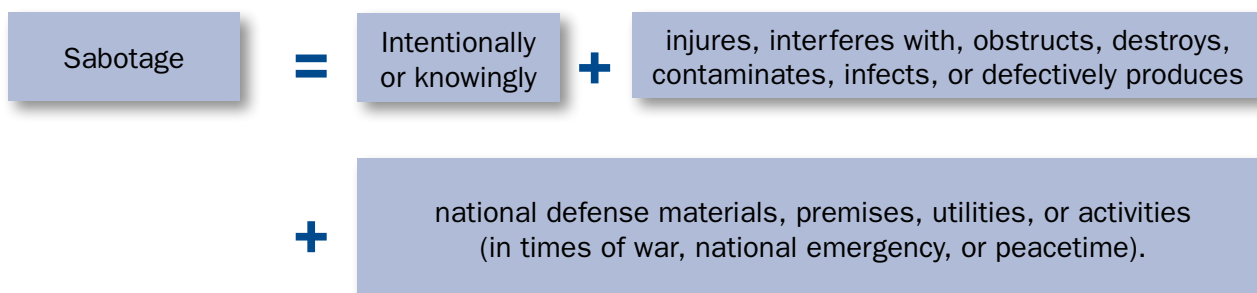 Sabotage
=
Intentionally
or knowingly
+
injures, interferes with, obstructs, destroys,
contaminates, infects, or defectively produces
+
national defense materials, premises, utilities, or activities
(in times of war, national emergency, or peacetime).